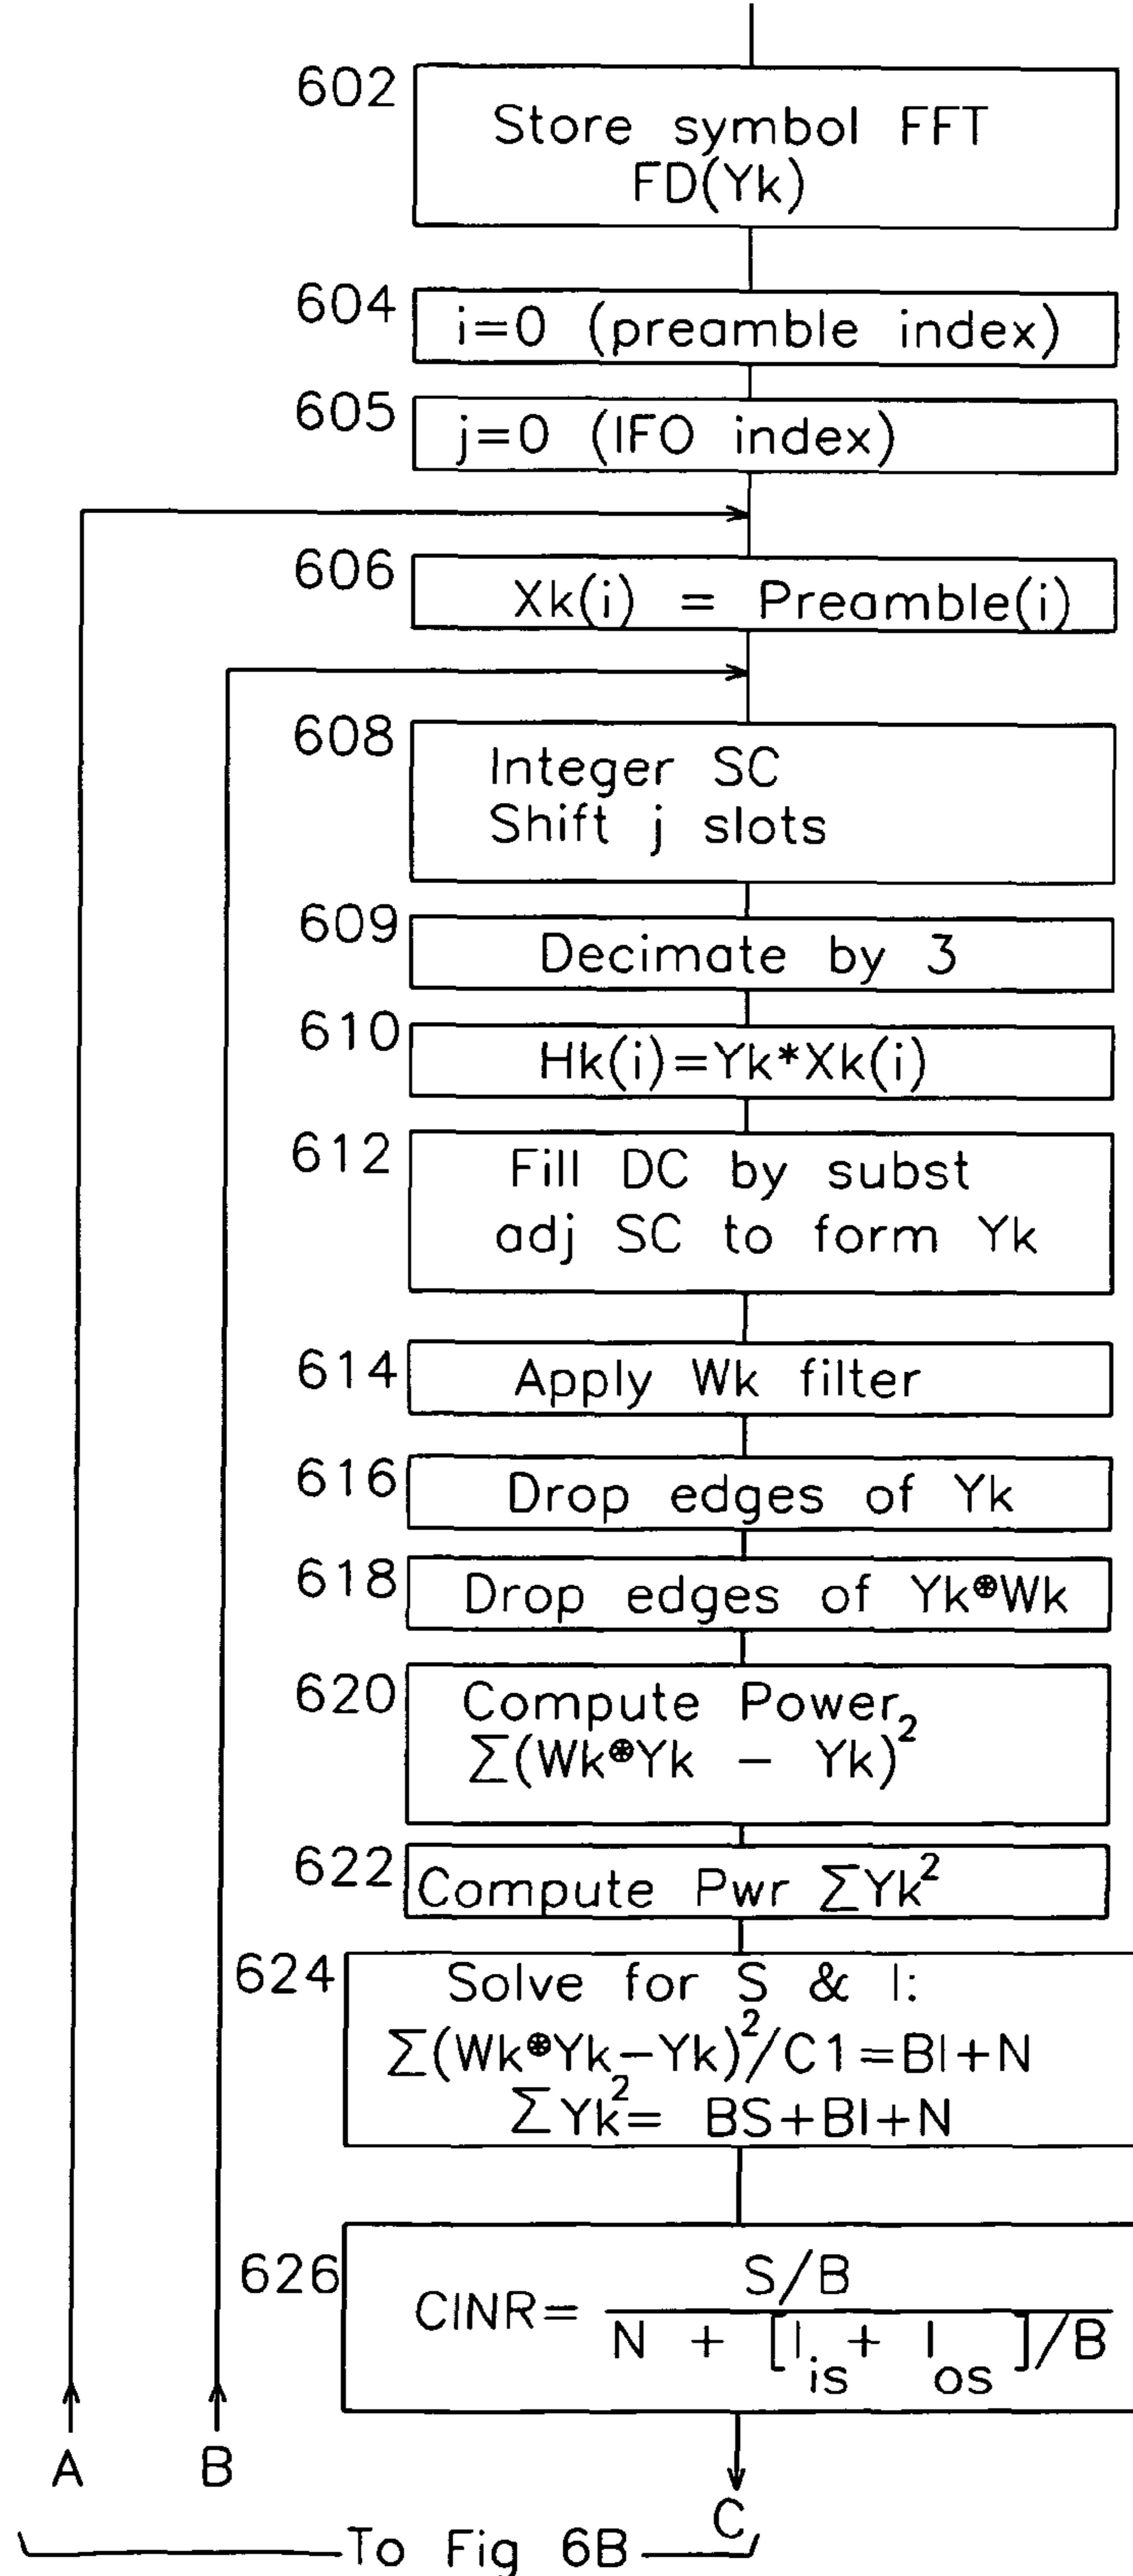 602
Store symbol FFT
FD(Yk)
604
i=0 (preamble index)
605
j=0 (IFO index)
606
Xk(i) = Preamble(i)
608
Integer SC
Shift j slots
609
Decimate by 3
610
Hk(i)=Yk*Xk(i)
612
Fill DC by subst
adj SC to form Yk
614
Apply Wk filter
616
Drop edges of Yk
618
Drop edges of Yk⊛Wk
620
Compute Power
∑(Wk⊛Yk − Yk)²
622
Compute Pwr ∑Yk²
624
Solve for S & I:
∑(Wk⊛Yk−Yk)²/C1=BI+N
∑Yk²= BS+BI+N
626
S/B
CINR=
N + [I_is + I_os]/B
A
B
C
To Fig 6B